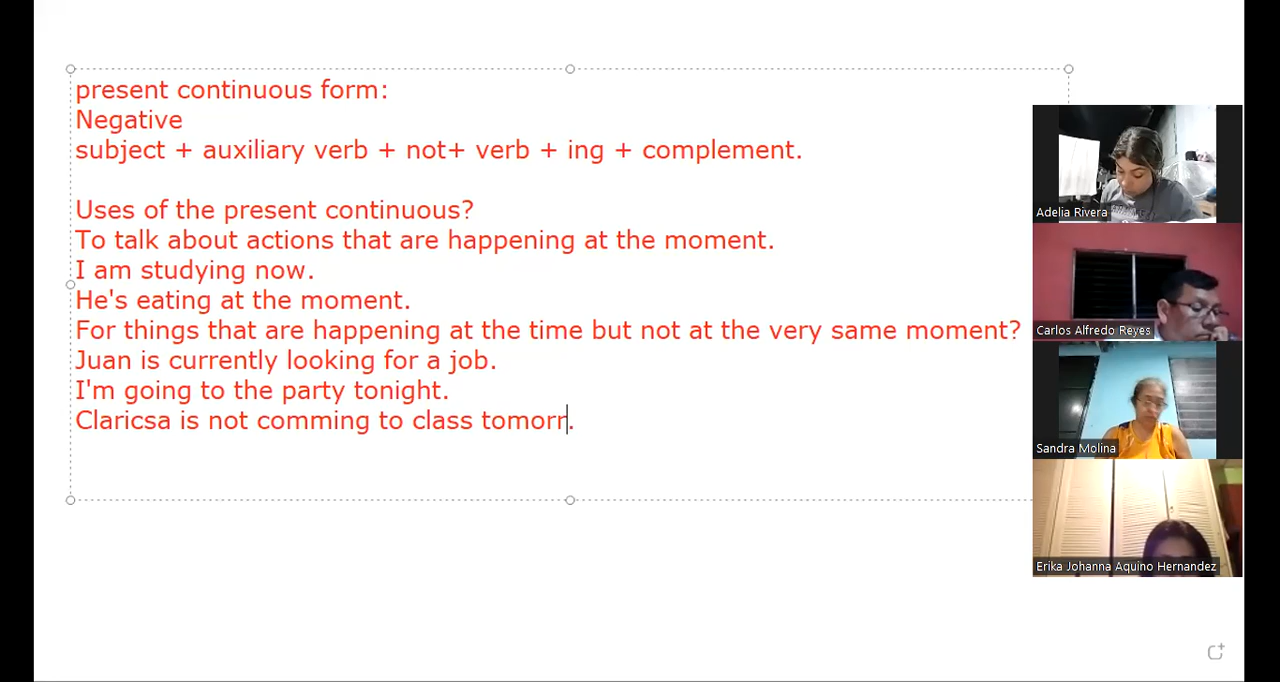 present continuous form:
Negative
subject + auxiliary verb + not+ verb + ing + complement.
Uses of the present continuous?
To talk about actions that are happening at the moment.
I am studying now.
He's eating at the moment.
For things that are happening at the time but not at the very same moment?
Juan is currently looking for a job.
I'm going to the party tonight.
Claricsa is not comming to class tomorr.
Adelia Rivera
Carlos Alfredo Reyes
Sandra Molina
Erika Johanna Aquino Hernandez